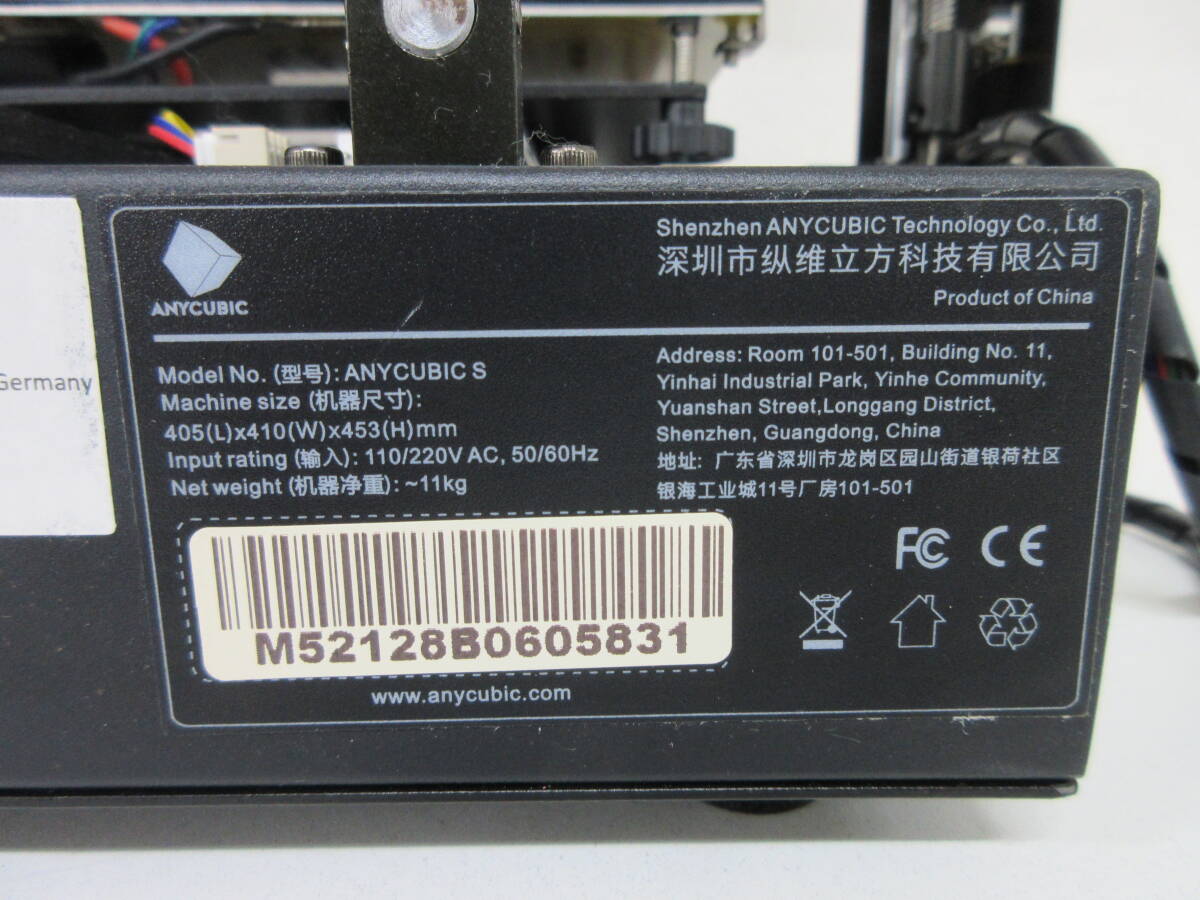 Germany
ANYCUBIC
Shenzhen ANYCUBIC Technology Co., Ltd.
深圳市纵维立方科技有限公司
Product of China
Model No. (型号): ANYCUBIC S
Machine size (机器尺寸):
405(L)x410(W)x453(H)mm
Input rating (输入): 110/220V AC, 50/60Hz
Net weight (机器净重): ~11kg
Address: Room 101-501, Building No. 11,
Yinhai Industrial Park, Yinhe Community,
Yuanshan Street,Longgang District,
Shenzhen, Guangdong, China
地址: 广东省深圳市龙岗区园山街道银荷社区
银海工业城11号厂房101-501
FC CE
M52128B0605831
www.anycubic.com